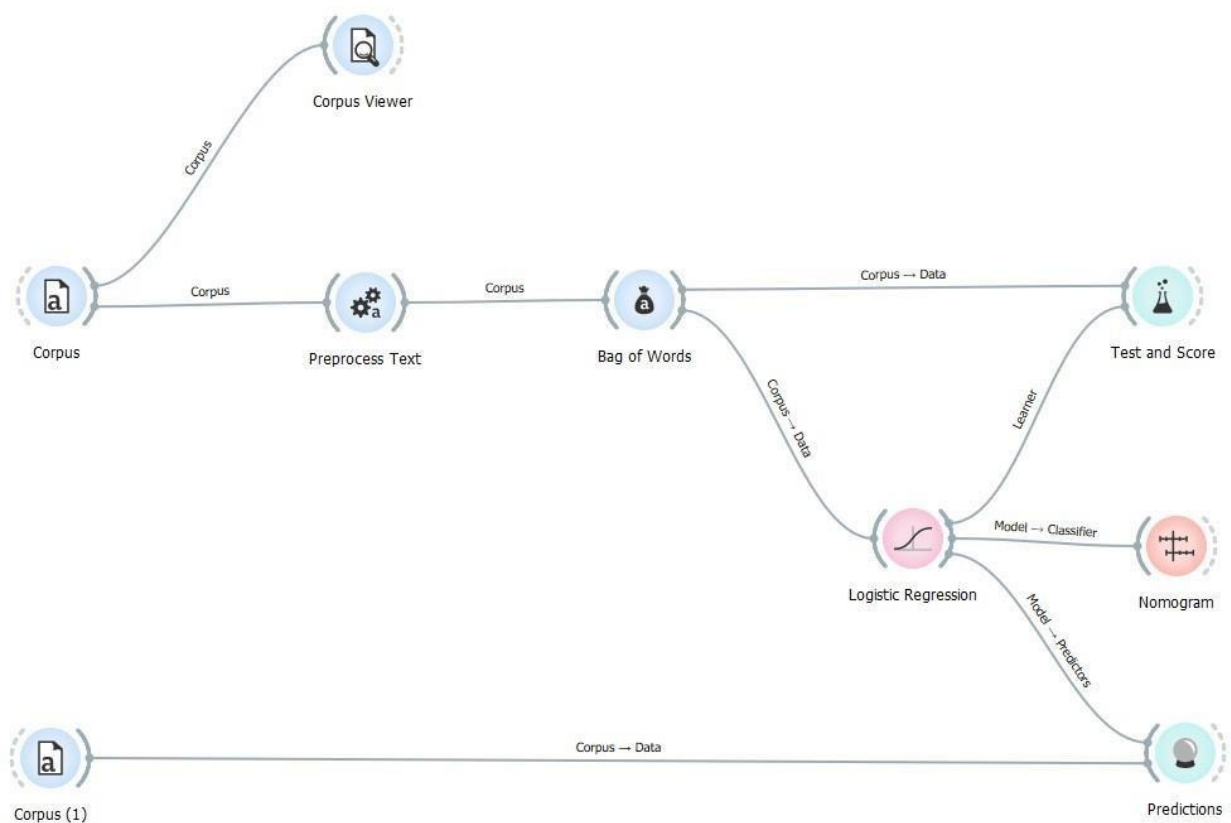 Corpus Viewer
Corpus
Corpus
Corpus
Corpus → Data
Corpus
Preprocess Text
Bag of Words
Test and Score
Corpus → Data
Learner
Model → Classifier
Logistic Regression
Nomogram
Model → Predictors
Corpus → Data
Corpus (1)
Predictions
a
a
a
a
a